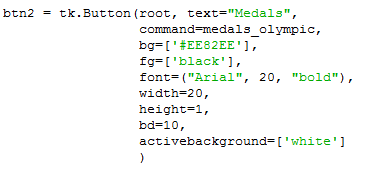 btn2 = tk.Button(root, text="Medals",
                 command=medals_olympic,
                 bg=['#EE82EE'],
                 fg=['black'],
                 font=("Arial", 20, "bold"),
                 width=20,
                 height=1,
                 bd=10,
                 activebackground=['white']
                 )